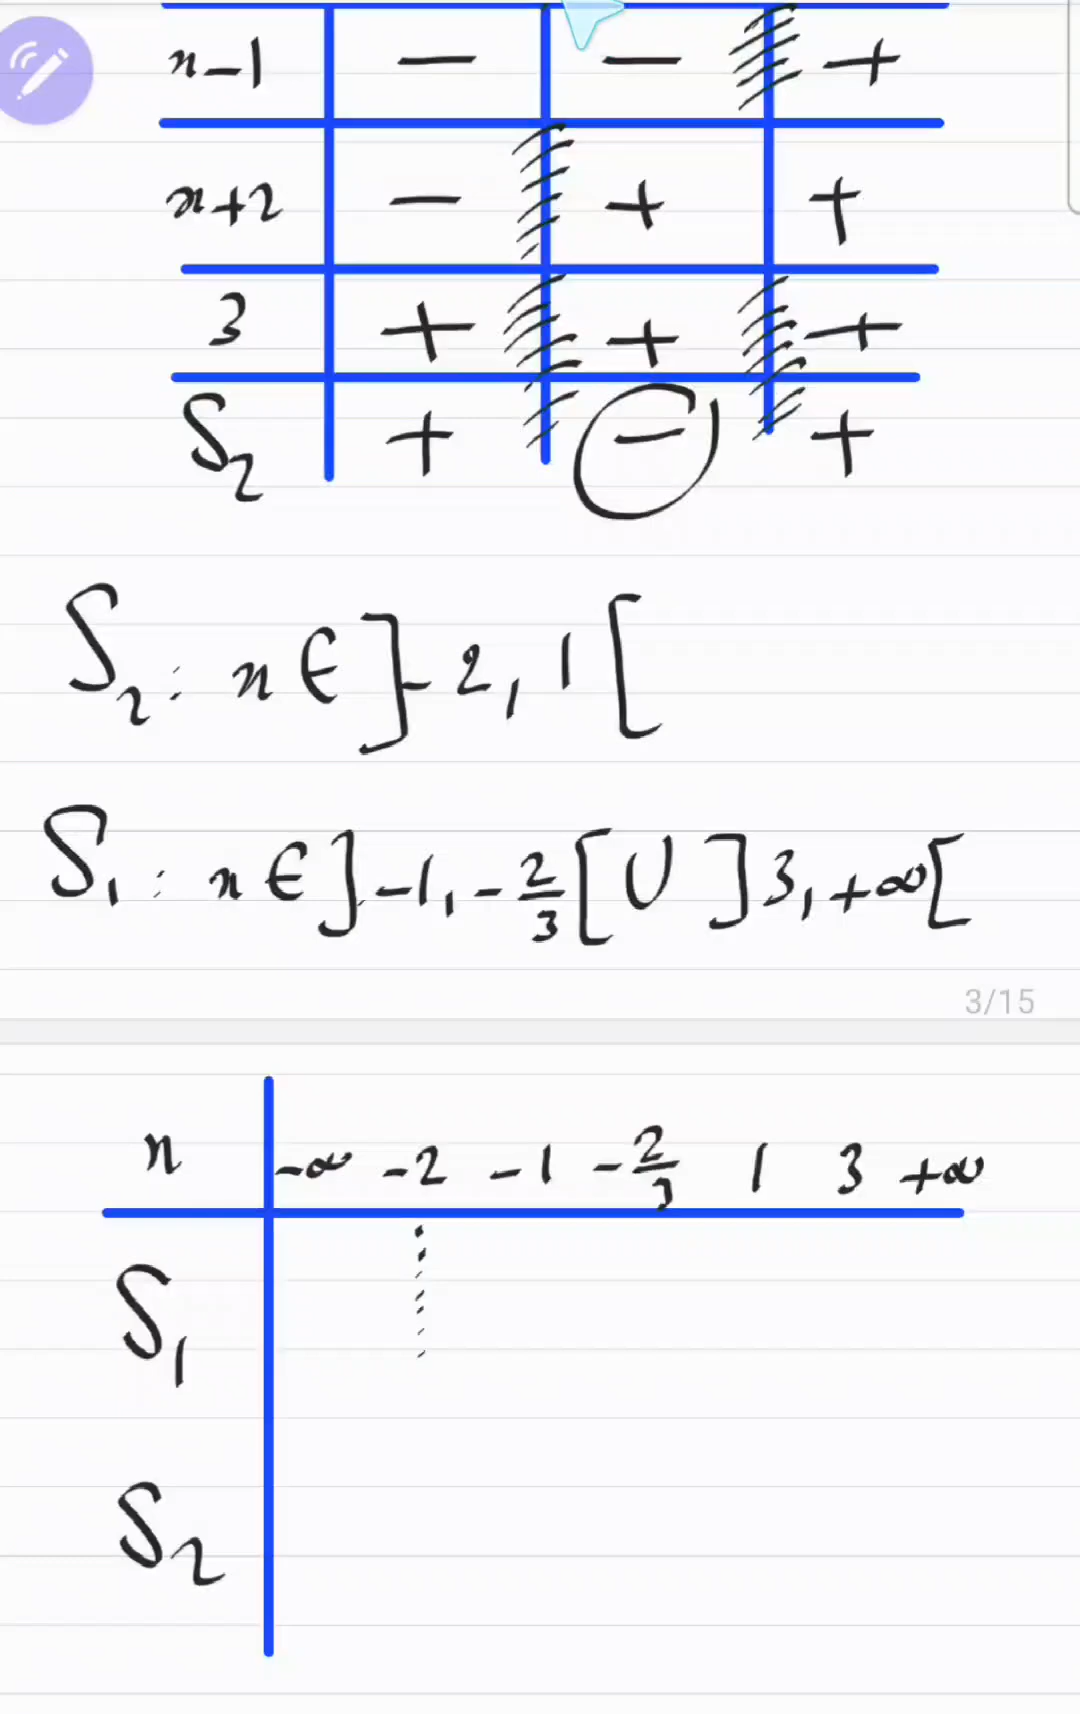 n-1 — — +
n+2 — + +
3 + + +
S₂ + — +
S₂ : n ∈ ]-2, 1[
S₁ : n ∈ ]-1, -2/3[ U ]3, +∞[
3/15
n -∞ -2 -1 -2/3 1 3 +∞
S₁
S₂